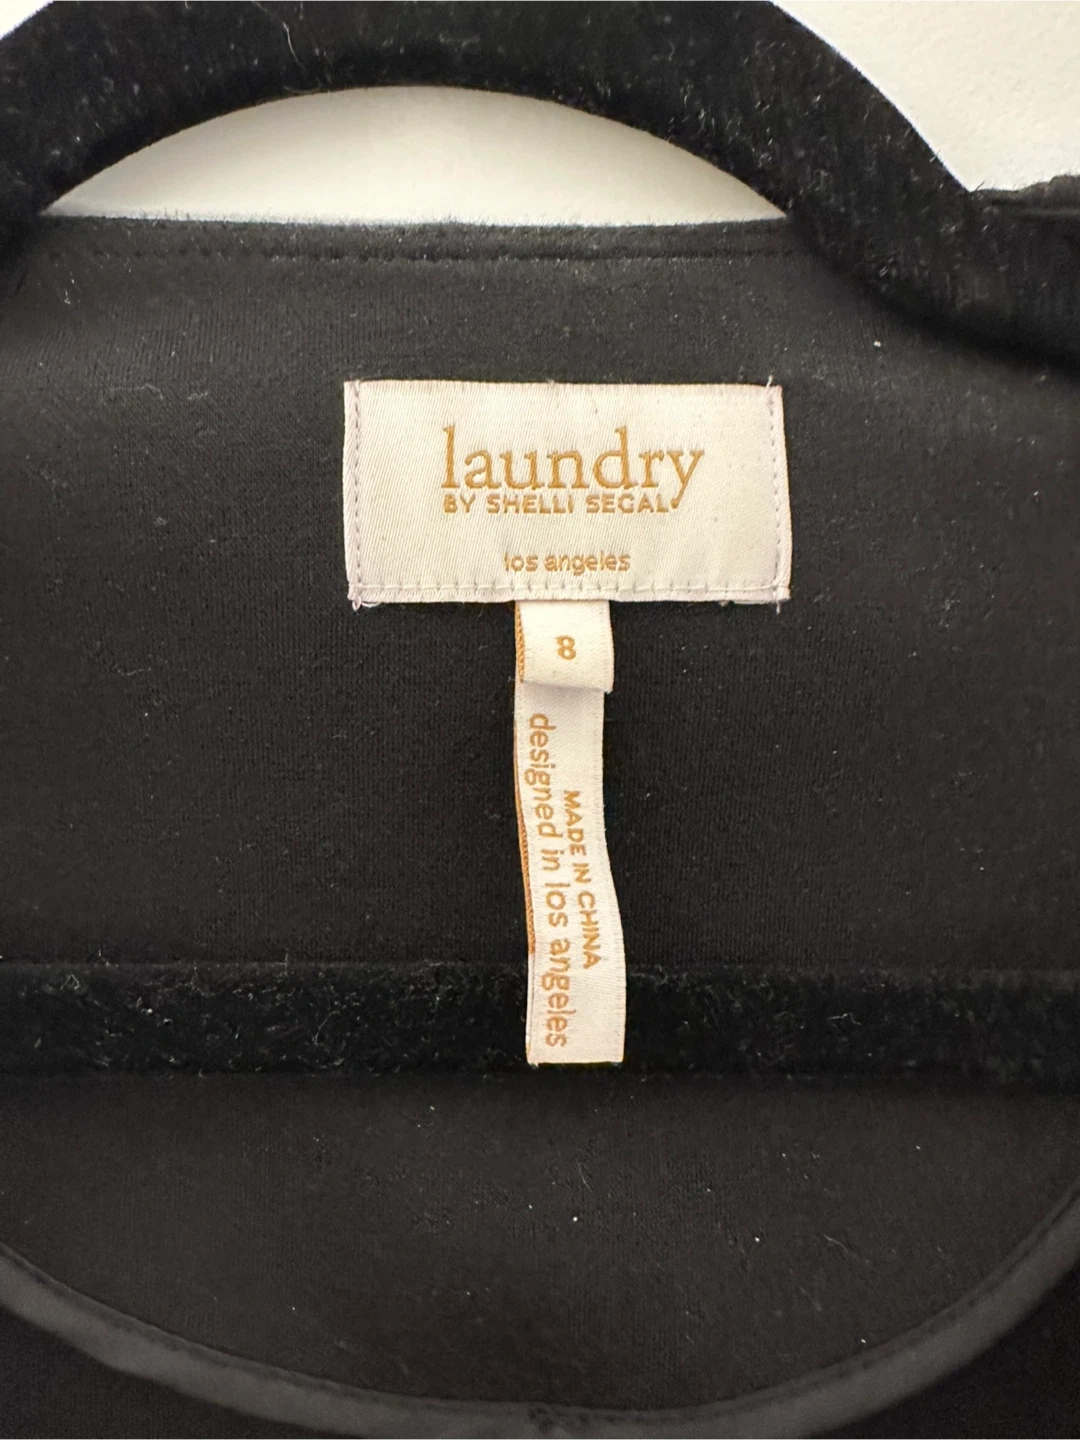 laundry
BY SHELLI SEGAL
los angeles
8
MADE IN CHINA
designed in los angeles